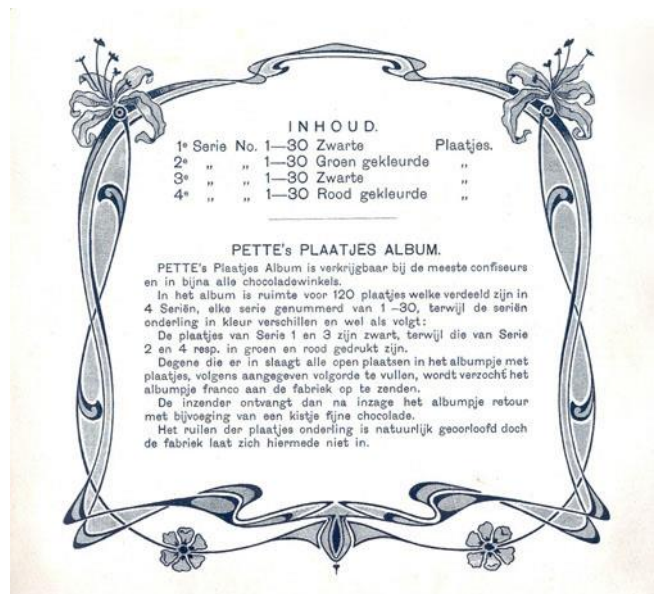 INHOUD.
1e Serie No. 1—30 Zwarte Plaatjes.
2e „ „ 1—30 Groen gekleurde „
3e „ „ 1—30 Zwarte „
4e „ „ 1—30 Rood gekleurde „
PETTE's PLAATJES ALBUM.
PETTE's Plaatjes Album is verkrijgbaar bij de meeste confiseurs
en in bijna alle chocoladewinkels.
In het album is ruimte voor 120 plaatjes welke verdeeld zijn in
4 Seriën, elke serie genummerd van 1—30, terwijl de seriën
onderling in kleur verschillen en wel als volgt:
De plaatjes van Serie 1 en 3 zijn zwart, terwijl die van Serie
2 en 4 resp. in groen en rood gedrukt zijn.
Degene die er in slaagt alle open plaatsen in het albumpje met
plaatjes, volgens aangegeven volgorde te vullen, wordt verzocht het
albumpje franco aan de fabriek op te zenden.
De inzender ontvangt dan na inzage het albumpje retour
met bijvoeging van een kistje fijne chocolade.
Het ruilen der plaatjes onderling is natuurlijk geoorloofd doch
de fabriek laat zich hiermede niet in.